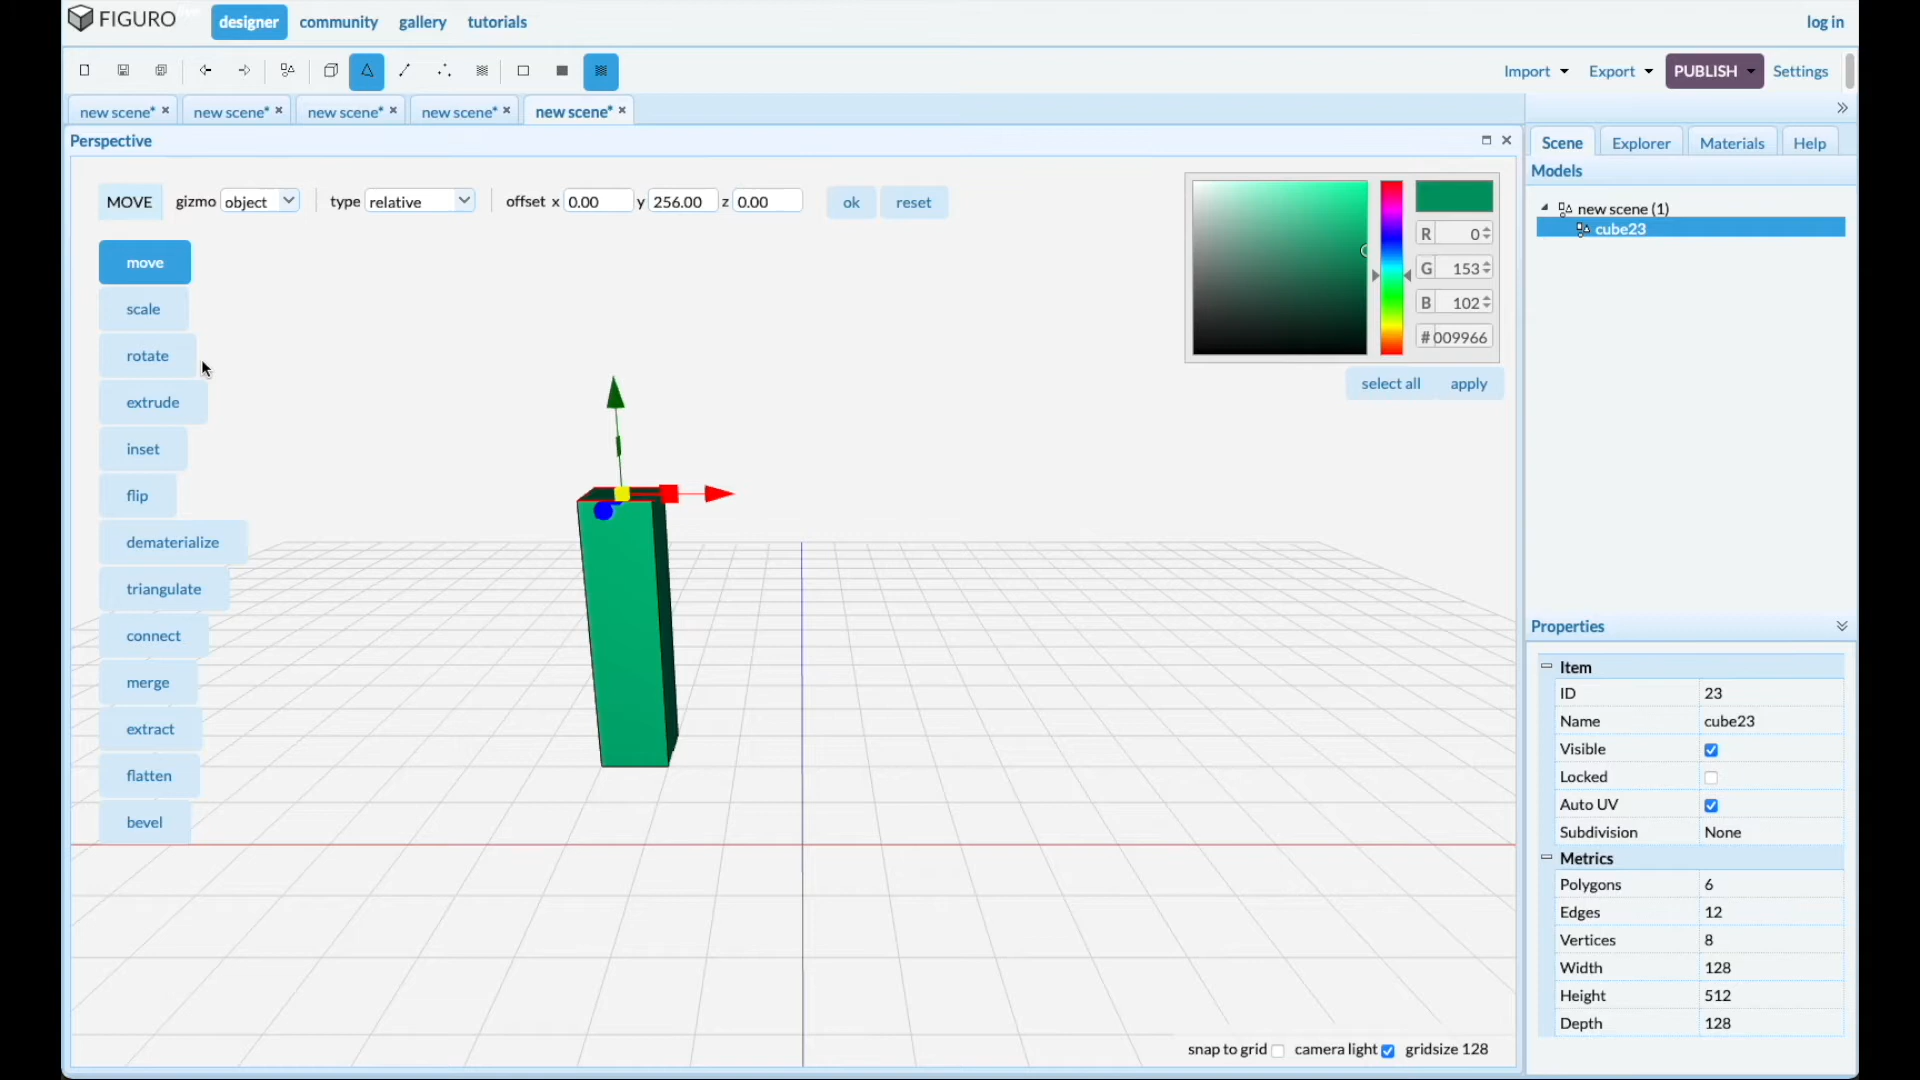 FIGURO designer community gallery tutorials log in
Import Export PUBLISH Settings
new scene* × new scene* × new scene* × new scene* × new scene* ×
Perspective
Scene Explorer Materials Help
Models
new scene (1)
cube23
MOVE gizmo object type relative offset x 0.00 y 256.00 z 0.00 ok reset
R 0
G 153
B 102
# 009966
select all apply
move
scale
rotate
extrude
inset
flip
dematerialize
triangulate
connect
merge
extract
flatten
bevel
snap to grid camera light gridsize 128
Properties
Item
ID 23
Name cube23
Visible
Locked
Auto UV
Subdivision None
Metrics
Polygons 6
Edges 12
Vertices 8
Width 128
Height 512
Depth 128